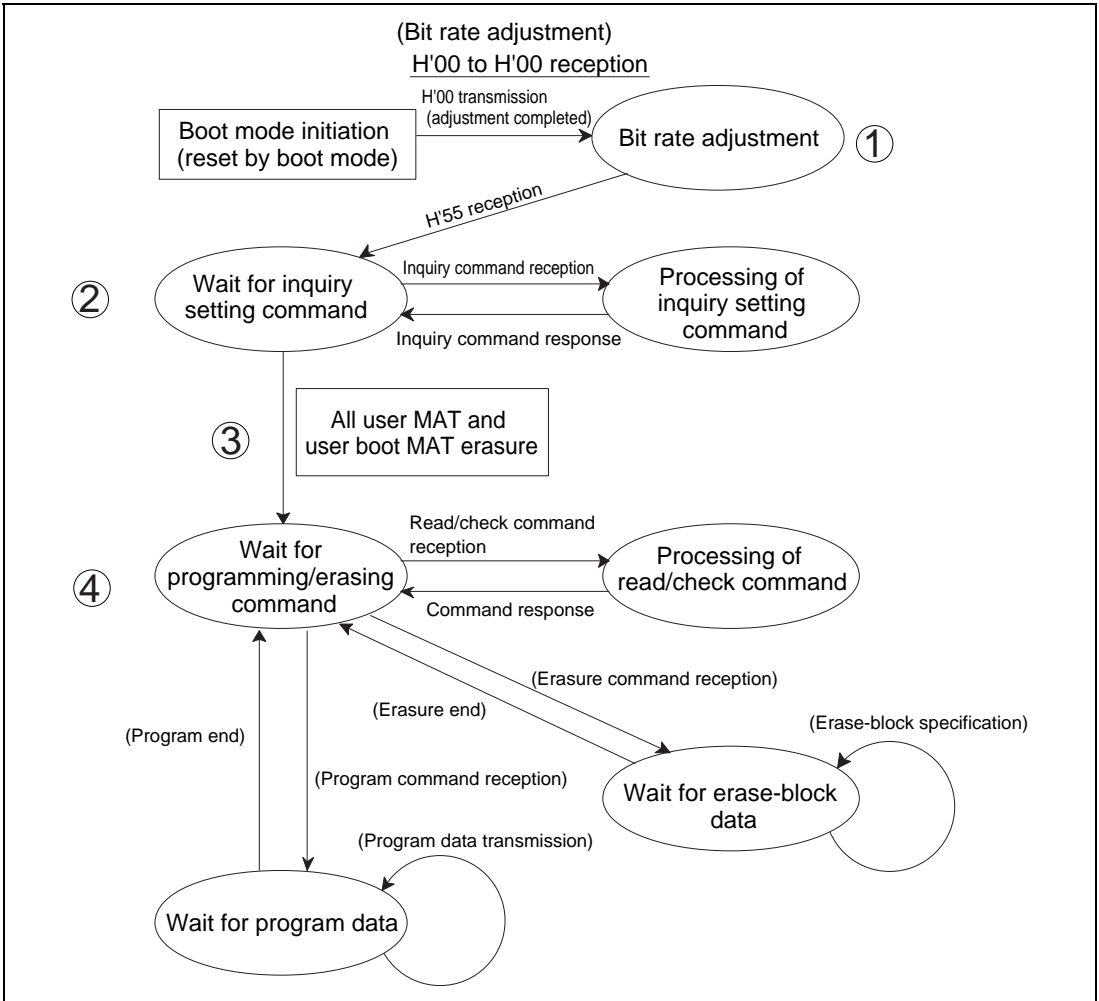 (Bit rate adjustment)
H'00 to H'00 reception
H'00 transmission
(adjustment completed)
Boot mode initiation
(reset by boot mode)
Bit rate adjustment
1
H'55 reception
2
Wait for inquiry
setting command
Inquiry command reception
Inquiry command response
Processing of
inquiry setting
command
3
All user MAT and
user boot MAT erasure
4
Wait for
programming/erasing
command
Read/check command
reception
Command response
Processing of
read/check command
(Erasure command reception)
(Erasure end)
(Program end)
(Program command reception)
(Erase-block specification)
Wait for erase-block
data
(Program data transmission)
Wait for program data